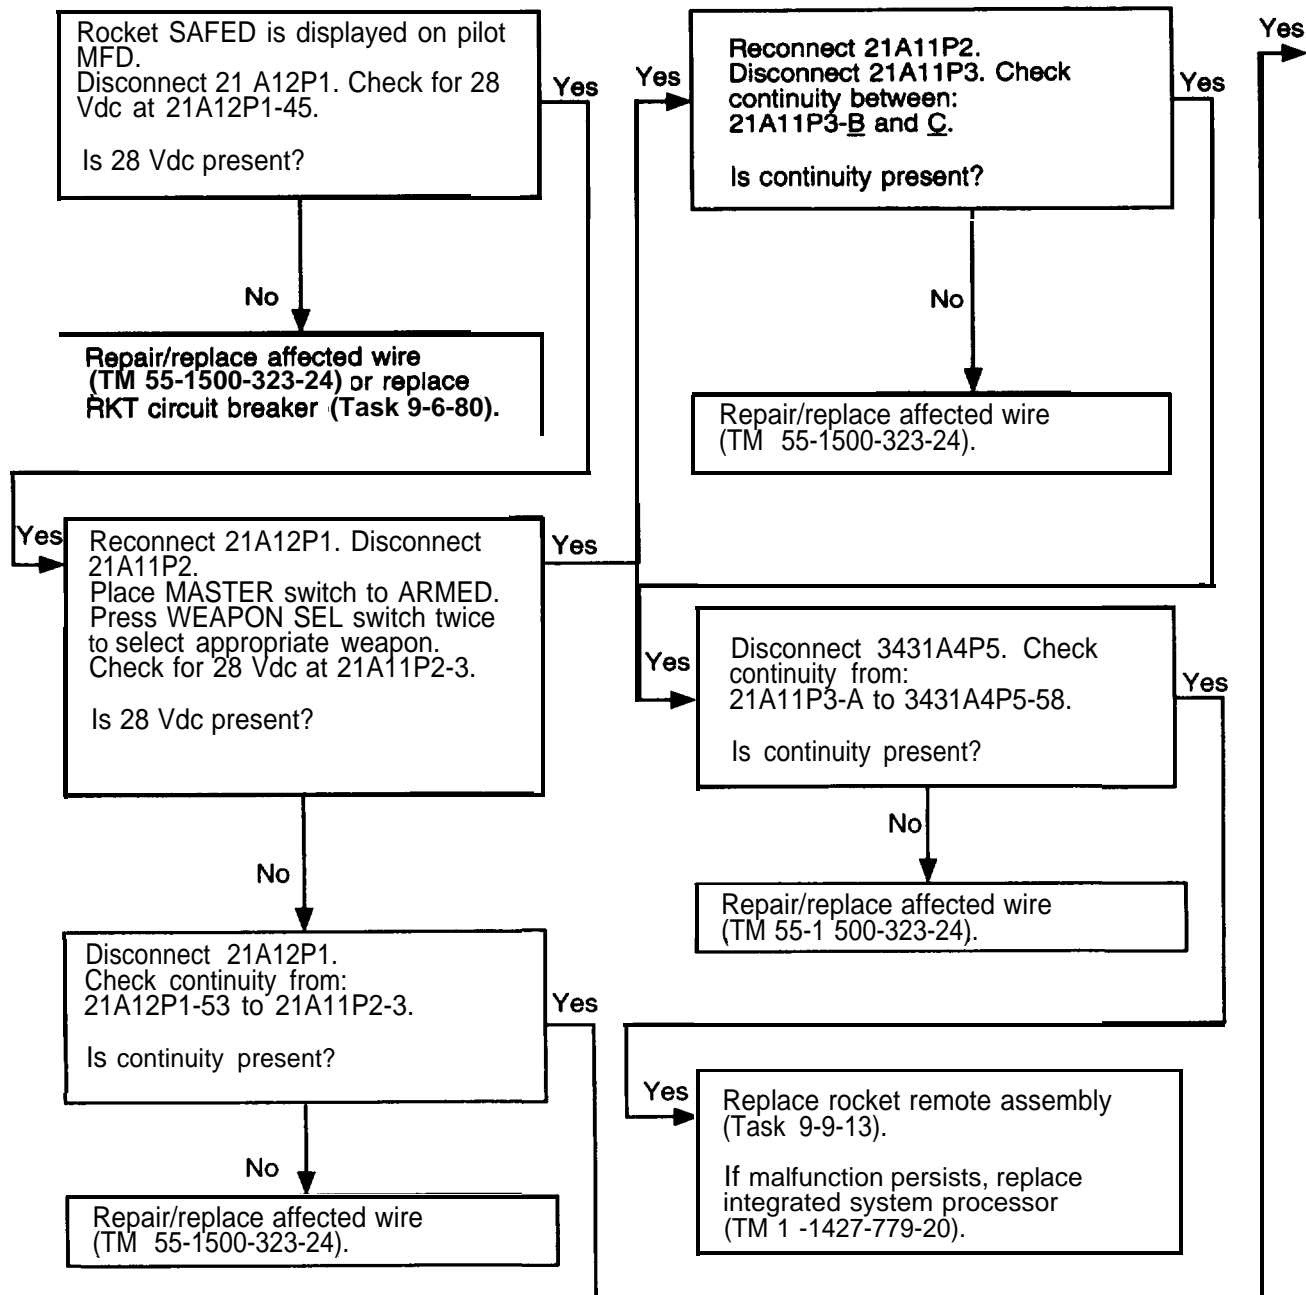 Rocket SAFED is displayed on pilot
MFD.
Disconnect 21 A12P1. Check for 28
Vdc at 21A12P1-45.
Is 28 Vdc present?
Yes
No
Repair/replace affected wire
(TM 55-1500-323-24) or replace
RKT circuit breaker (Task 9-6-80).
Yes
Reconnect 21A12P1. Disconnect
21A11P2.
Place MASTER switch to ARMED.
Press WEAPON SEL switch twice
to select appropriate weapon.
Check for 28 Vdc at 21A11P2-3.
Is 28 Vdc present?
Yes
No
Disconnect 21A12P1.
Check continuity from:
21A12P1-53 to 21A11P2-3.
Is continuity present?
Yes
No
Repair/replace affected wire
(TM 55-1500-323-24).
Yes
Reconnect 21A11P2.
Disconnect 21A11P3. Check
continuity between:
21A11P3-B and C.
Is continuity present?
Yes
No
Repair/replace affected wire
(TM 55-1500-323-24).
Yes
Disconnect 3431A4P5. Check
continuity from:
21A11P3-A to 3431A4P5-58.
Is continuity present?
Yes
No
Repair/replace affected wire
(TM 55-1 500-323-24).
Yes
Replace rocket remote assembly
(Task 9-9-13).
If malfunction persists, replace
integrated system processor
(TM 1 -1427-779-20).
Yes